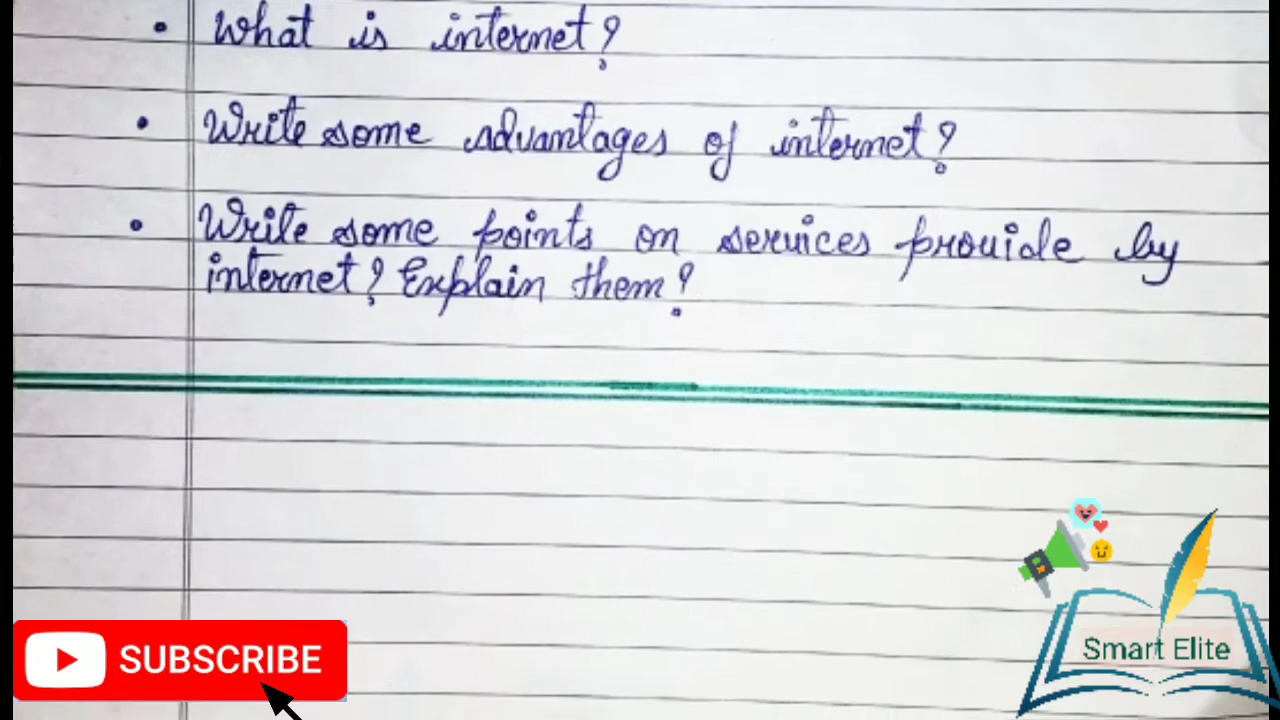 • What is internet?
• Write some advantages of internet?
• Write some points on services provide by
internet? Explain them?
SUBSCRIBE
Smart Elite